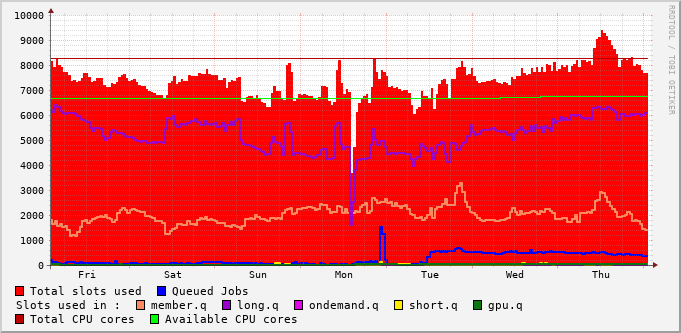 RRDTOOL / TOBI OETIKER
10000
9000
8000
7000
6000
5000
4000
3000
2000
1000
0
Fri Sat Sun Mon Tue Wed Thu
Total slots used Queued Jobs
Slots used in : member.q long.q ondemand.q short.q gpu.q
Total CPU cores Available CPU cores